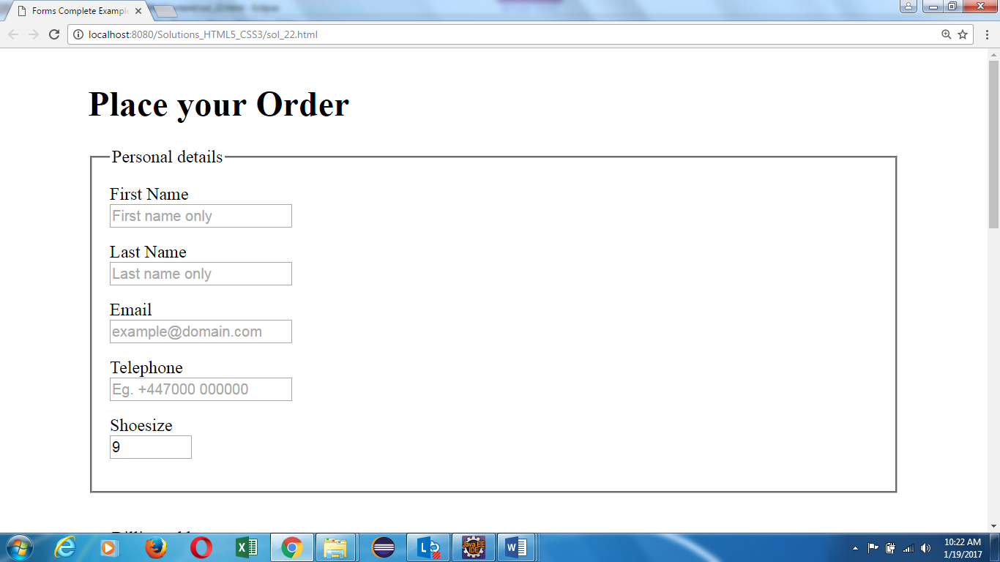 Forms Complete Example
localhost:8080/Solutions_HTML5_CSS3/sol_22.html
Place your Order
Personal details
First Name
First name only
Last Name
Last name only
Email
example@domain.com
Telephone
Eg. +447000 000000
Shoesize
9
Java EE
IDE
10:22 AM
1/19/2017